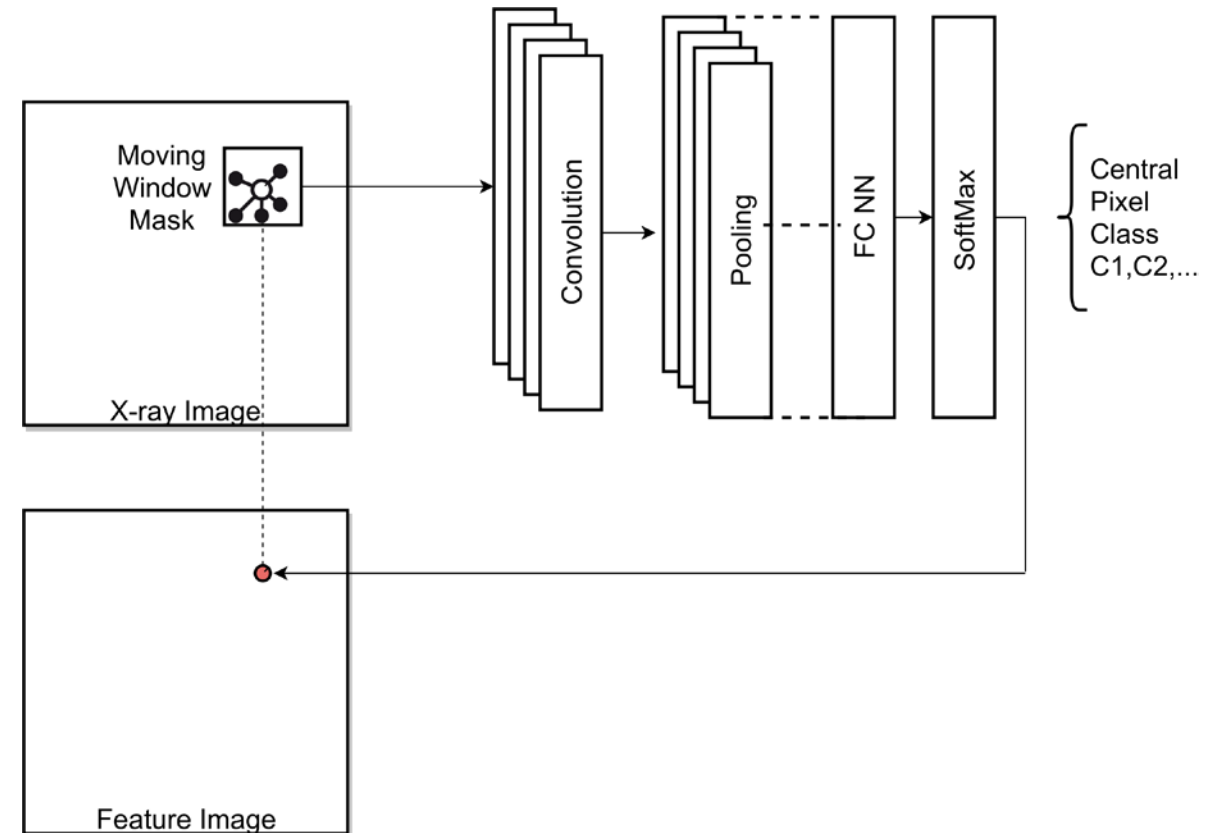 Moving
Window
Mask
X-ray Image
Convolution
Pooling
FC NN
SoftMax
Central
Pixel
Class
C1,C2,...
Feature Image